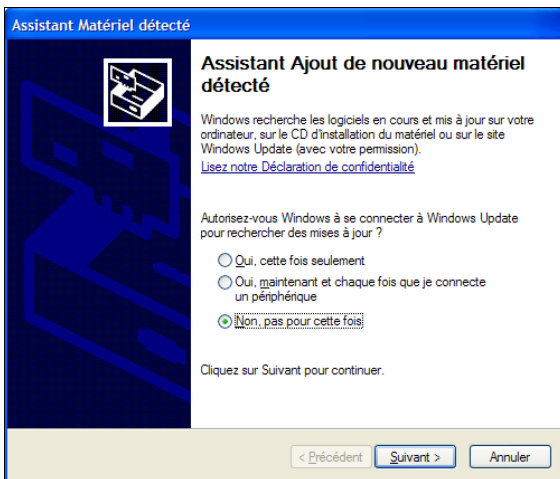 Assistant Matériel détecté
Assistant Ajout de nouveau matériel
détecté
Windows recherche les logiciels en cours et mis à jour sur votre
ordinateur, sur le CD d'installation du matériel ou sur le site
Windows Update (avec votre permission).
Lisez notre Déclaration de confidentialité
Autorisez-vous Windows à se connecter à Windows Update
pour rechercher des mises à jour ?
Oui, cette fois seulement
Oui, maintenant et chaque fois que je connecte
un périphérique
Non, pas pour cette fois
Cliquez sur Suivant pour continuer.
< Précédent
Suivant >
Annuler